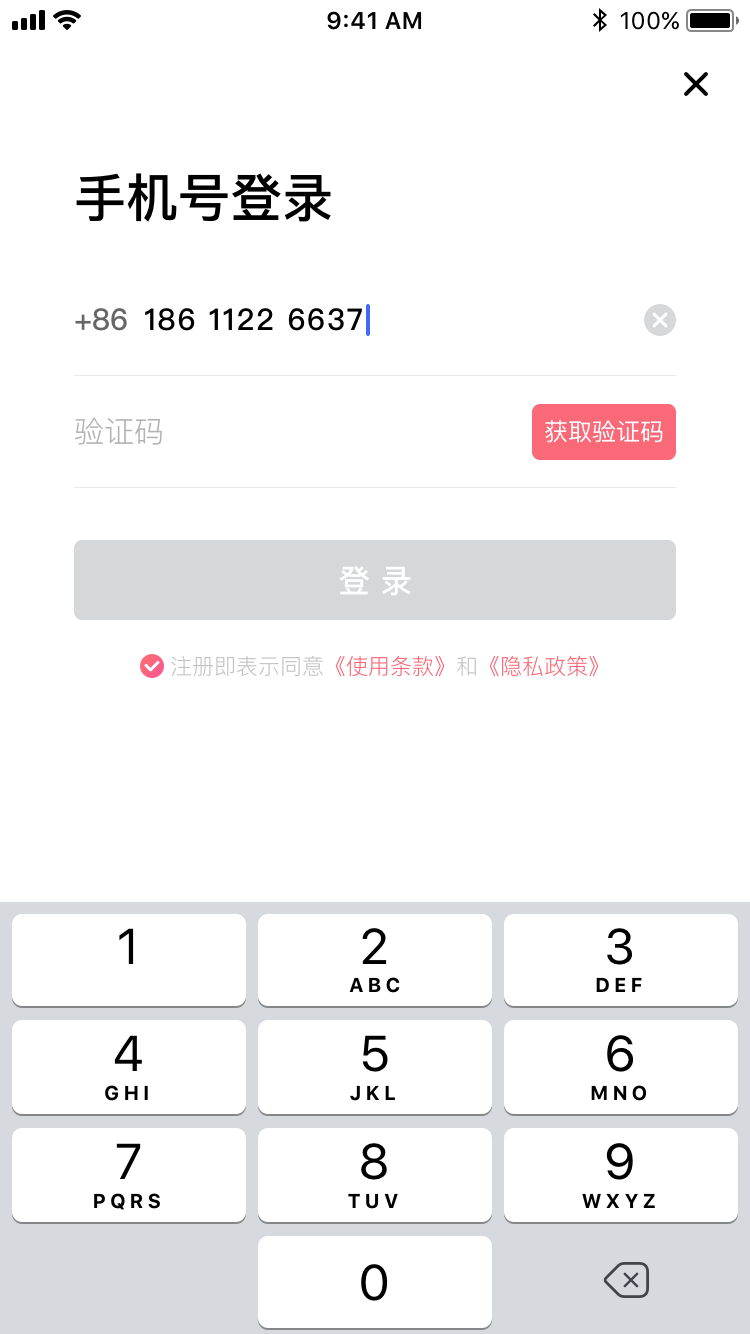 9:41 AM 100%
手机号登录
+86 186 1122 6637
验证码 获取验证码
登 录
注册即表示同意《使用条款》和《隐私政策》
1 2 3
ABC DEF
4 5 6
GHI JKL MNO
7 8 9
PQRS TUV WXYZ
0